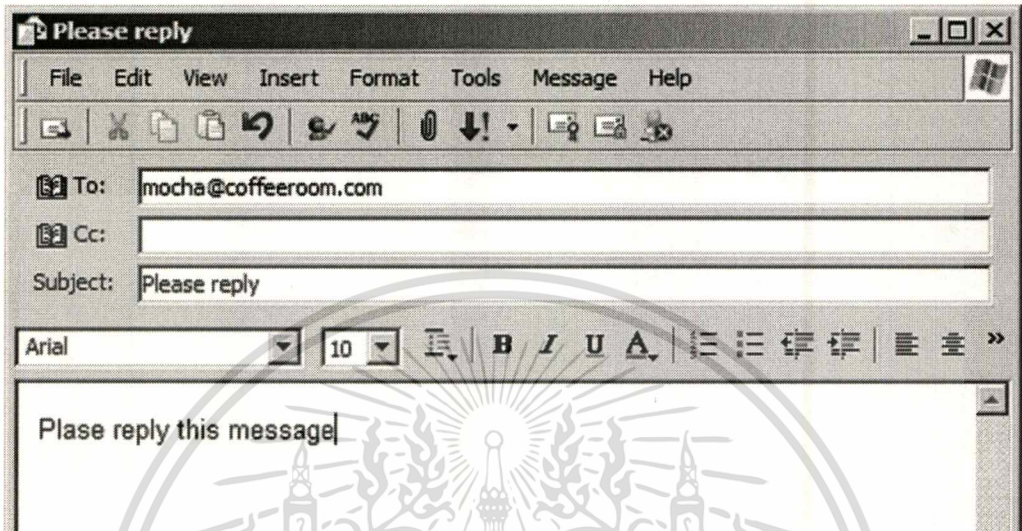 Please reply
File Edit View Insert Format Tools Message Help
ABC
To: mocha@coffeeroom.com
Cc:
Subject: Please reply
Arial 10 B I U A »
Plase reply this message